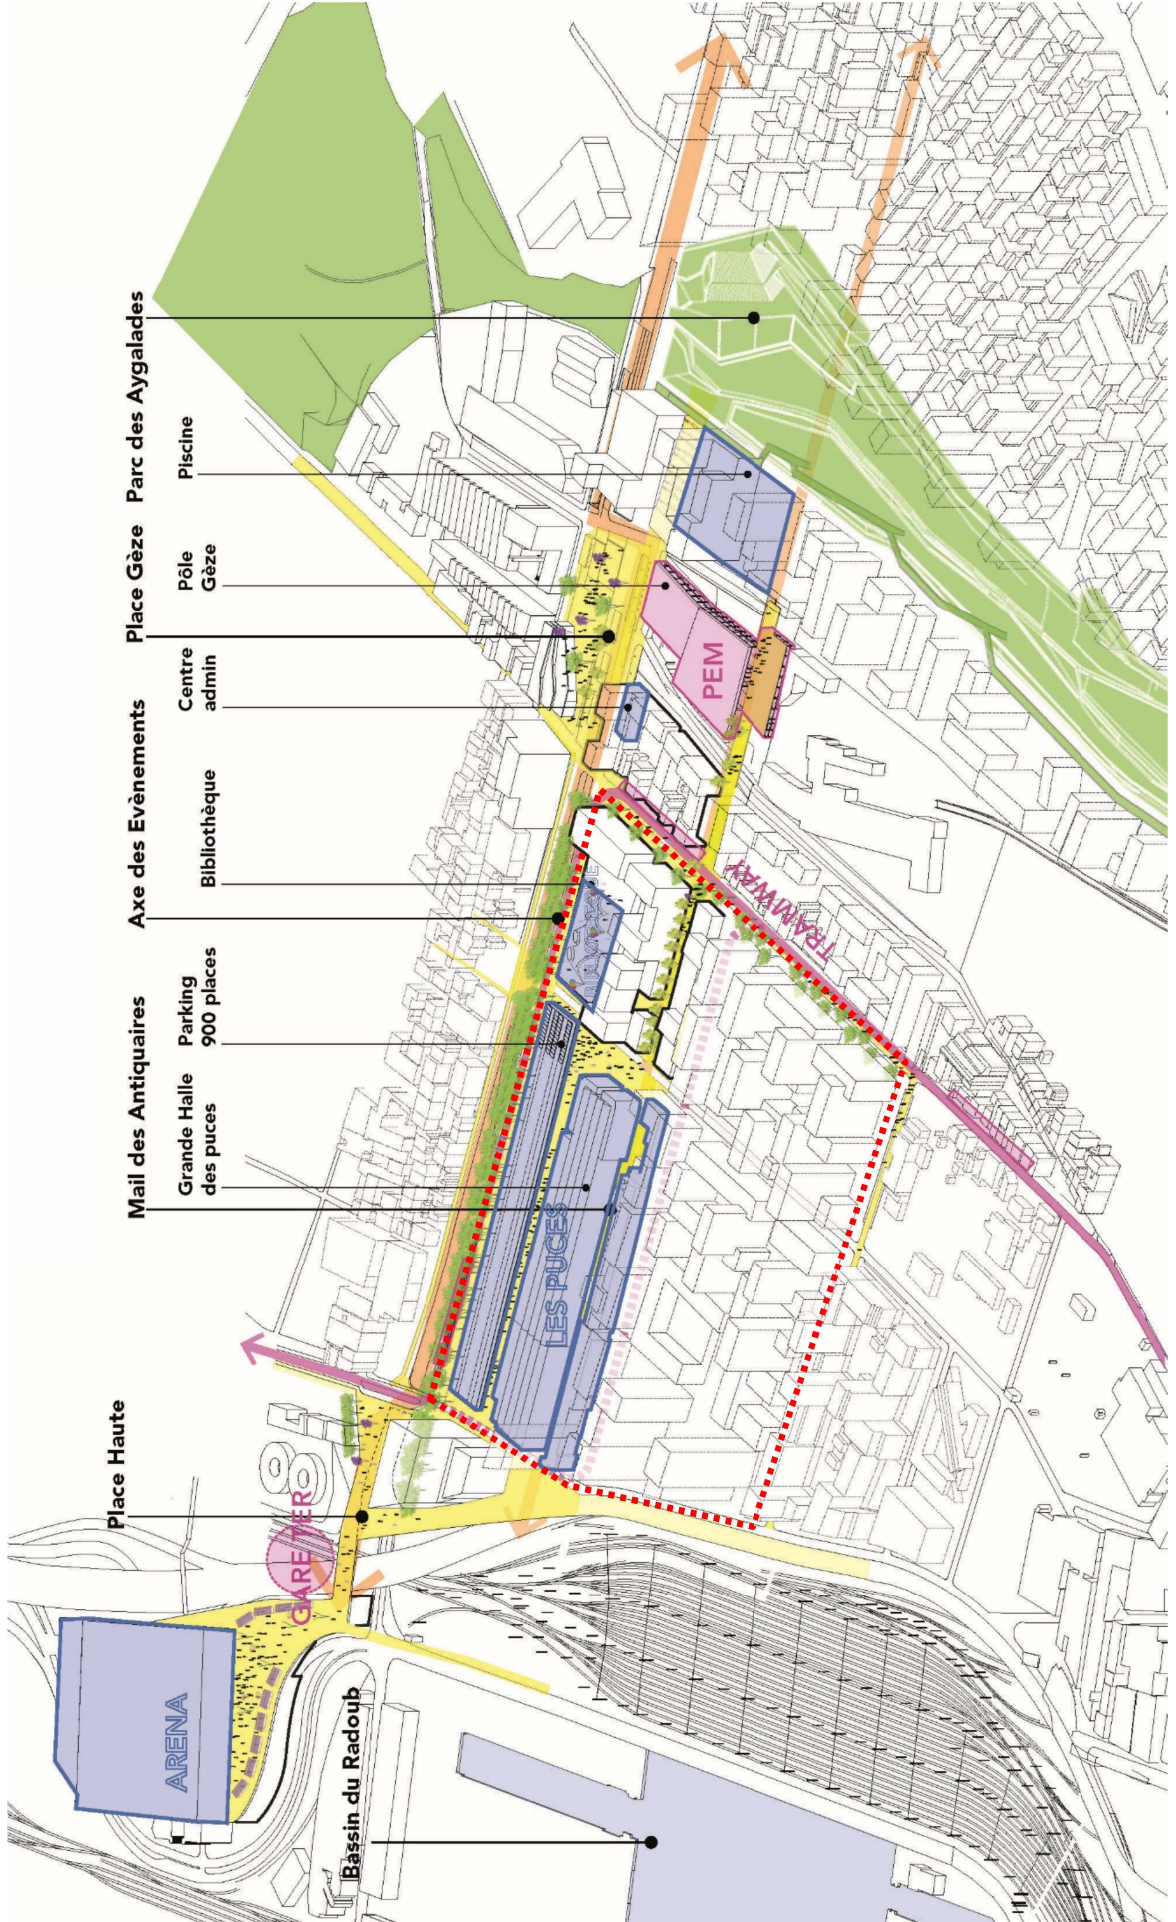 Place Haute
Mail des Antiquaires
Axe des Evènements
Place Gèze
Parc des Aygalades
Grande Halle
des puces
Parking
900 places
Bibliothèque
Centre
admin
Pôle
Gèze
Piscine
Bassin du Radoub
ARENA
GARE TER
LES PUCES
BIBLIOTHEQUE
PEM
TRAMWAY